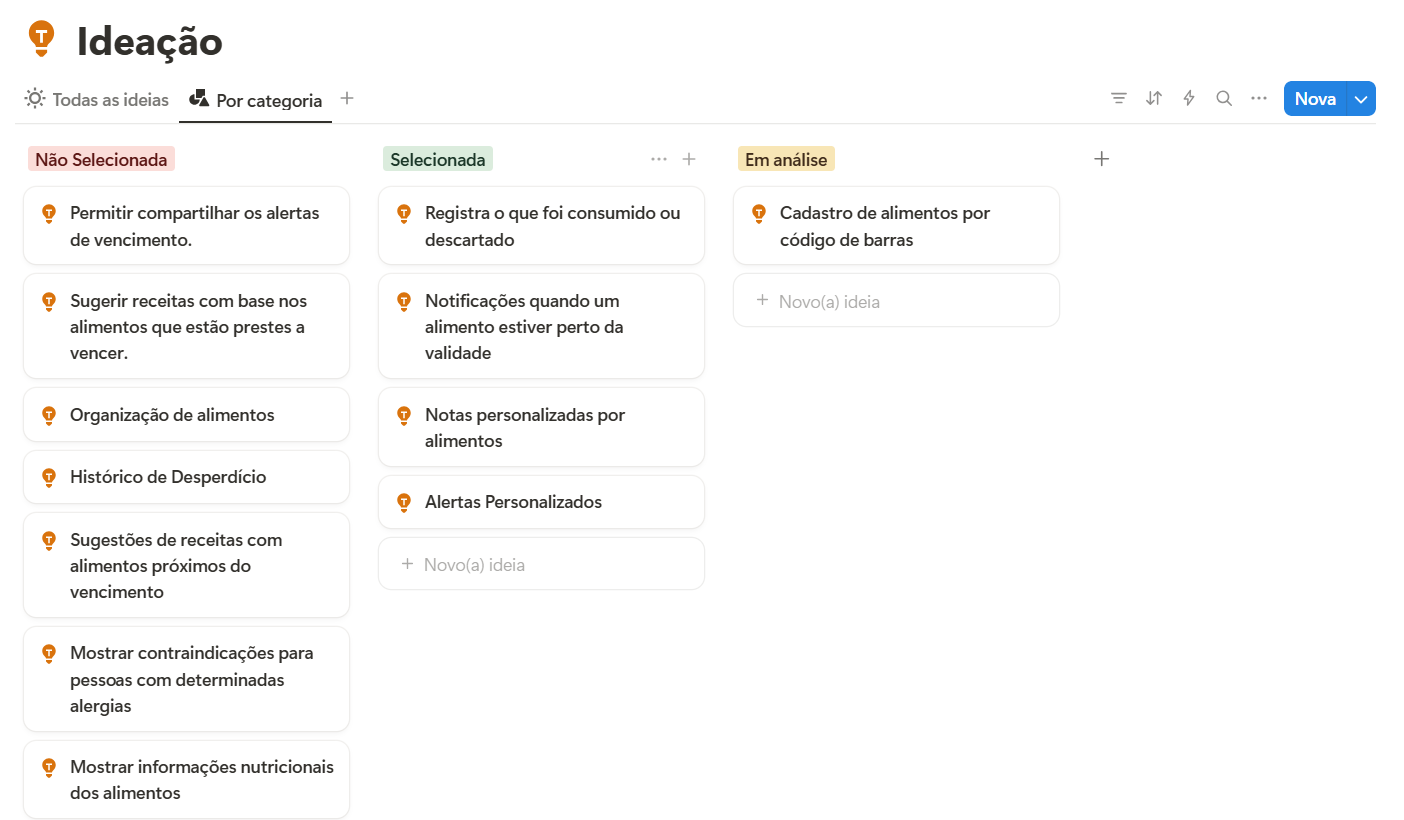 Ideação
Todas as ideias
Por categoria
Nova
Não Selecionada
Permitir compartilhar os alertas
de vencimento.
Sugerir receitas com base nos
alimentos que estão prestes a
vencer.
Organização de alimentos
Histórico de Desperdício
Sugestões de receitas com
alimentos próximos do
vencimento
Mostrar contraindicações para
pessoas com determinadas
alergias
Mostrar informações nutricionais
dos alimentos
Selecionada
Registra o que foi consumido ou
descartado
Notificações quando um
alimento estiver perto da
validade
Notas personalizadas por
alimentos
Alertas Personalizados
Novo(a) ideia
Em análise
Cadastro de alimentos por
código de barras
Novo(a) ideia